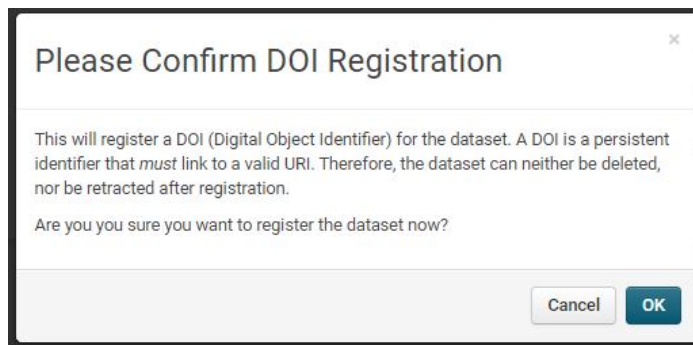 Please Confirm DOI Registration
×
This will register a DOI (Digital Object Identifier) for the dataset. A DOI is a persistent
identifier that must link to a valid URI. Therefore, the dataset can neither be deleted,
nor be retracted after registration.
Are you you sure you want to register the dataset now?
Cancel
OK